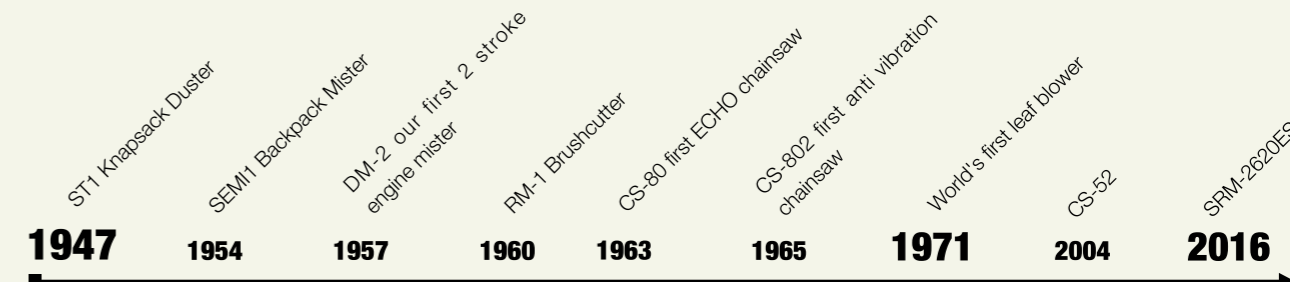 ST1 Knapsack Duster
SEMI1 Backpack Mister
DM-2 our first 2 stroke
engine mister
RM-1 Brushcutter
CS-80 first ECHO chainsaw
CS-802 first anti vibration
chainsaw
World's first leaf blower
CS-52
SRM-2620ES
1947
1954
1957
1960
1963
1965
1971
2004
2016